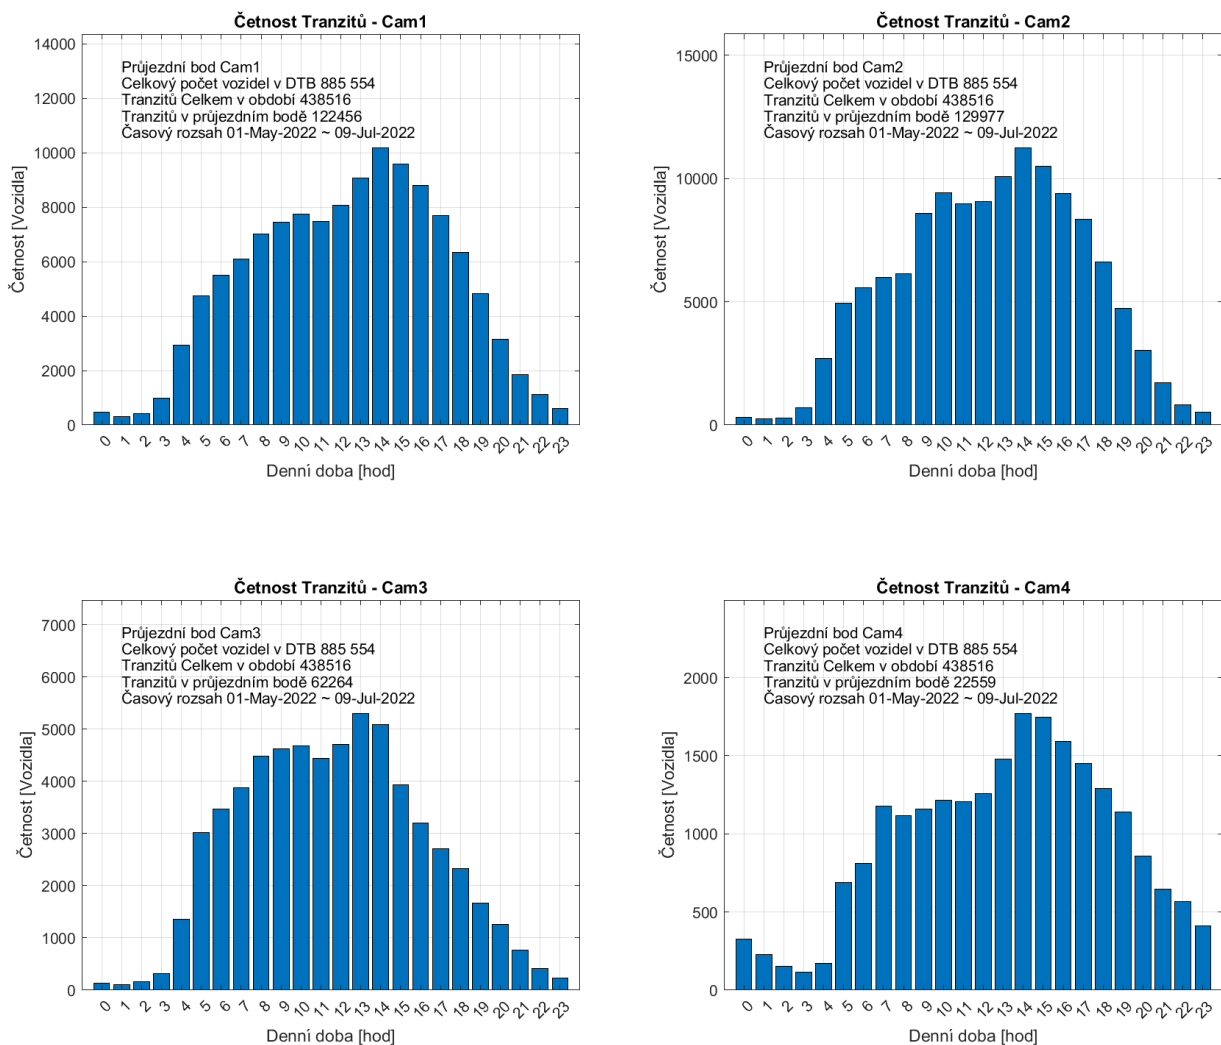 Četnost Tranzitů - Cam1
14000
12000
10000
8000
6000
4000
2000
0
Četnost [Vozidla]
Průjezdní bod Cam1
Celkový počet vozidel v DTB 885 554
Tranzitů Celkem v období 438516
Tranzitů v průjezdním bodě 122456
Časový rozsah 01-May-2022 ~ 09-Jul-2022
0 1 2 3 4 5 6 7 8 9 10 11 12 13 14 15 16 17 18 19 20 21 22 23
Denní doba [hod]
Četnost Tranzitů - Cam2
15000
10000
5000
0
Četnost [Vozidla]
Průjezdní bod Cam2
Celkový počet vozidel v DTB 885 554
Tranzitů Celkem v období 438516
Tranzitů v průjezdním bodě 129977
Časový rozsah 01-May-2022 ~ 09-Jul-2022
0 1 2 3 4 5 6 7 8 9 10 11 12 13 14 15 16 17 18 19 20 21 22 23
Denní doba [hod]
Četnost Tranzitů - Cam3
7000
6000
5000
4000
3000
2000
1000
0
Četnost [Vozidla]
Průjezdní bod Cam3
Celkový počet vozidel v DTB 885 554
Tranzitů Celkem v období 438516
Tranzitů v průjezdním bodě 62264
Časový rozsah 01-May-2022 ~ 09-Jul-2022
0 1 2 3 4 5 6 7 8 9 10 11 12 13 14 15 16 17 18 19 20 21 22 23
Denní doba [hod]
Četnost Tranzitů - Cam4
2000
1500
1000
500
0
Četnost [Vozidla]
Průjezdní bod Cam4
Celkový počet vozidel v DTB 885 554
Tranzitů Celkem v období 438516
Tranzitů v průjezdním bodě 22559
Časový rozsah 01-May-2022 ~ 09-Jul-2022
0 1 2 3 4 5 6 7 8 9 10 11 12 13 14 15 16 17 18 19 20 21 22 23
Denní doba [hod]